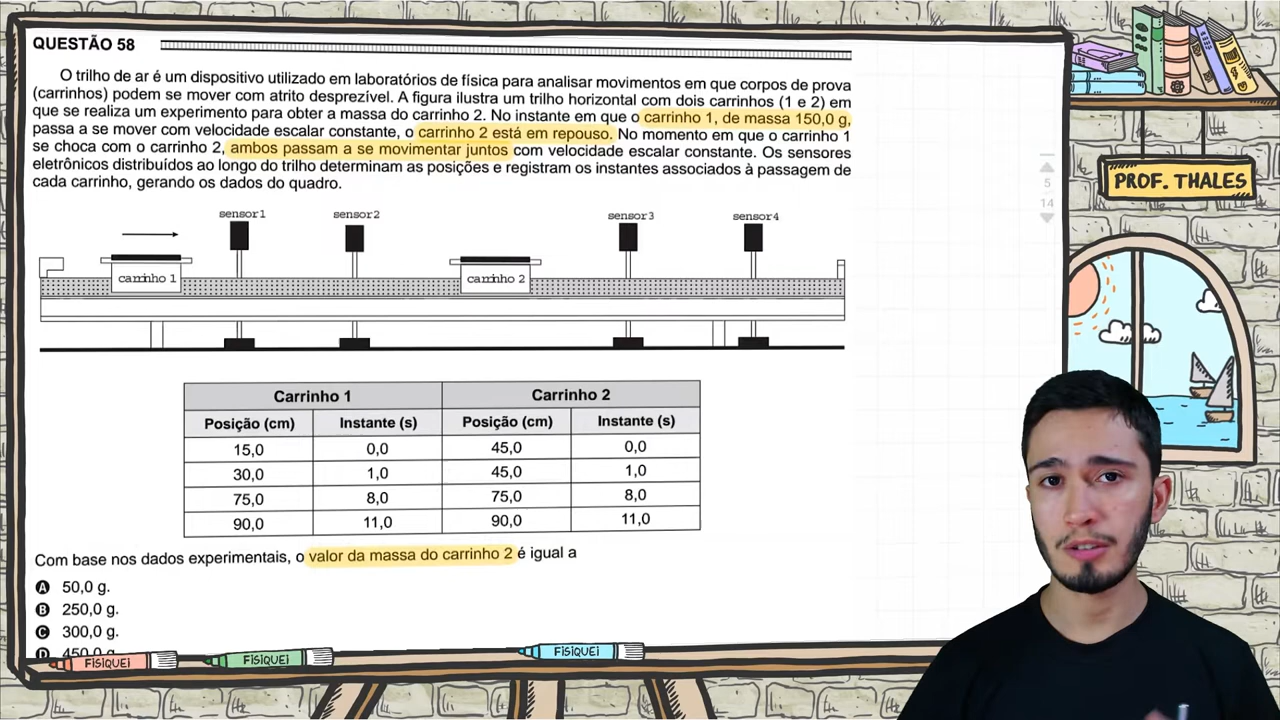 QUESTÃO 58
O trilho de ar é um dispositivo utilizado em laboratórios de física para analisar movimentos em que corpos de prova
(carrinhos) podem se mover com atrito desprezível. A figura ilustra um trilho horizontal com dois carrinhos (1 e 2) em
que se realiza um experimento para obter a massa do carrinho 2. No instante em que o carrinho 1, de massa 150,0 g,
passa a se mover com velocidade escalar constante, o carrinho 2 está em repouso. No momento em que o carrinho 1
se choca com o carrinho 2, ambos passam a se movimentar juntos com velocidade escalar constante. Os sensores
eletrônicos distribuídos ao longo do trilho determinam as posições e registram os instantes associados à passagem de
cada carrinho, gerando os dados do quadro.
PROF. THALES
5
14
sensor1 sensor2 sensor3 sensor4
carrinho 1 carrinho 2
Carrinho 1 Carrinho 2
Posição (cm) Instante (s) Posição (cm) Instante (s)
15,0 0,0 45,0 0,0
30,0 1,0 45,0 1,0
75,0 8,0 75,0 8,0
90,0 11,0 90,0 11,0
Com base nos dados experimentais, o valor da massa do carrinho 2 é igual a
A 50,0 g.
B 250,0 g.
C 300,0 g.
D 450,0 g.
FISIQUEI FISIQUEI FISIQUEI